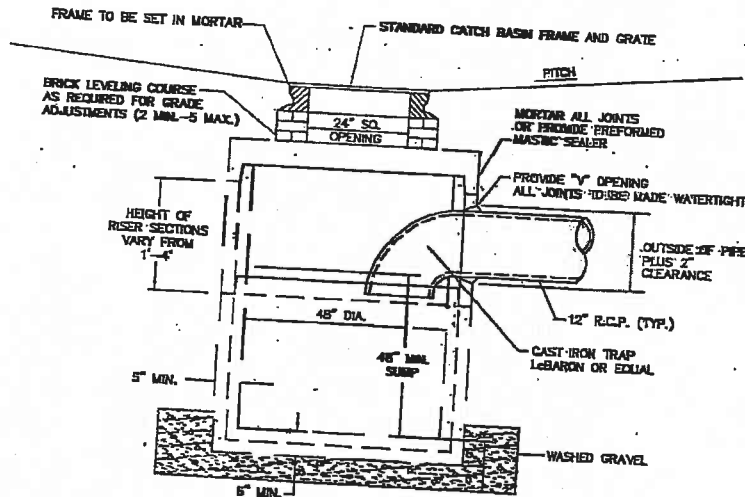 FRAME TO BE SET IN MORTAR
STANDARD CATCH BASIN FRAME AND GRATE
PITCH
BRICK LEVELING COURSE
AS REQUIRED FOR GRADE
ADJUSTMENTS (2 MIN.-5 MAX.)
24" SQ.
OPENING
MORTAR ALL JOINTS
OR PROVIDE PREFORMED
MASTIC SEALER
PROVIDE "V" OPENING
ALL JOINTS TO BE MADE WATERTIGHT
HEIGHT OF
RISER SECTIONS
VARY FROM
1'-4'
OUTSIDE OF PIPE
PLUS 2"
CLEARANCE
12" R.C.P. (TYP.)
48" DIA.
48" MIN.
SUMP
CAST IRON TRAP
LeBARON OR EQUAL
5" MIN.
WASHED GRAVEL
6" MIN.